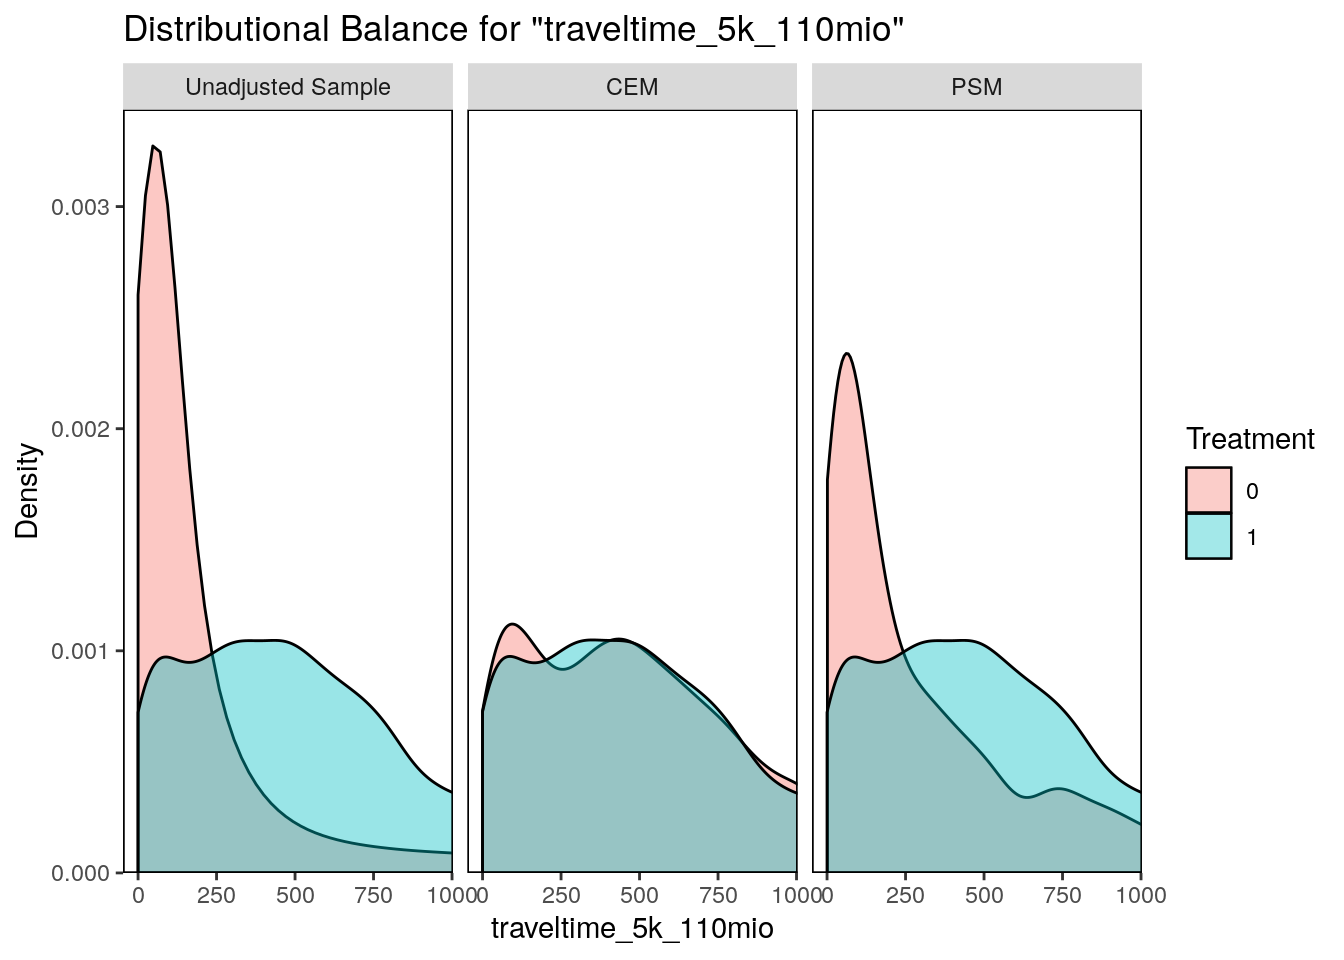 Distributional Balance for "traveltime_5k_110mio"
Unadjusted Sample CEM PSM
0.003
0.002
0.001
0.000
Density
0 250 500 750 1000 0 250 500 750 1000 0 250 500 750 1000
traveltime_5k_110mio
Treatment
0
1